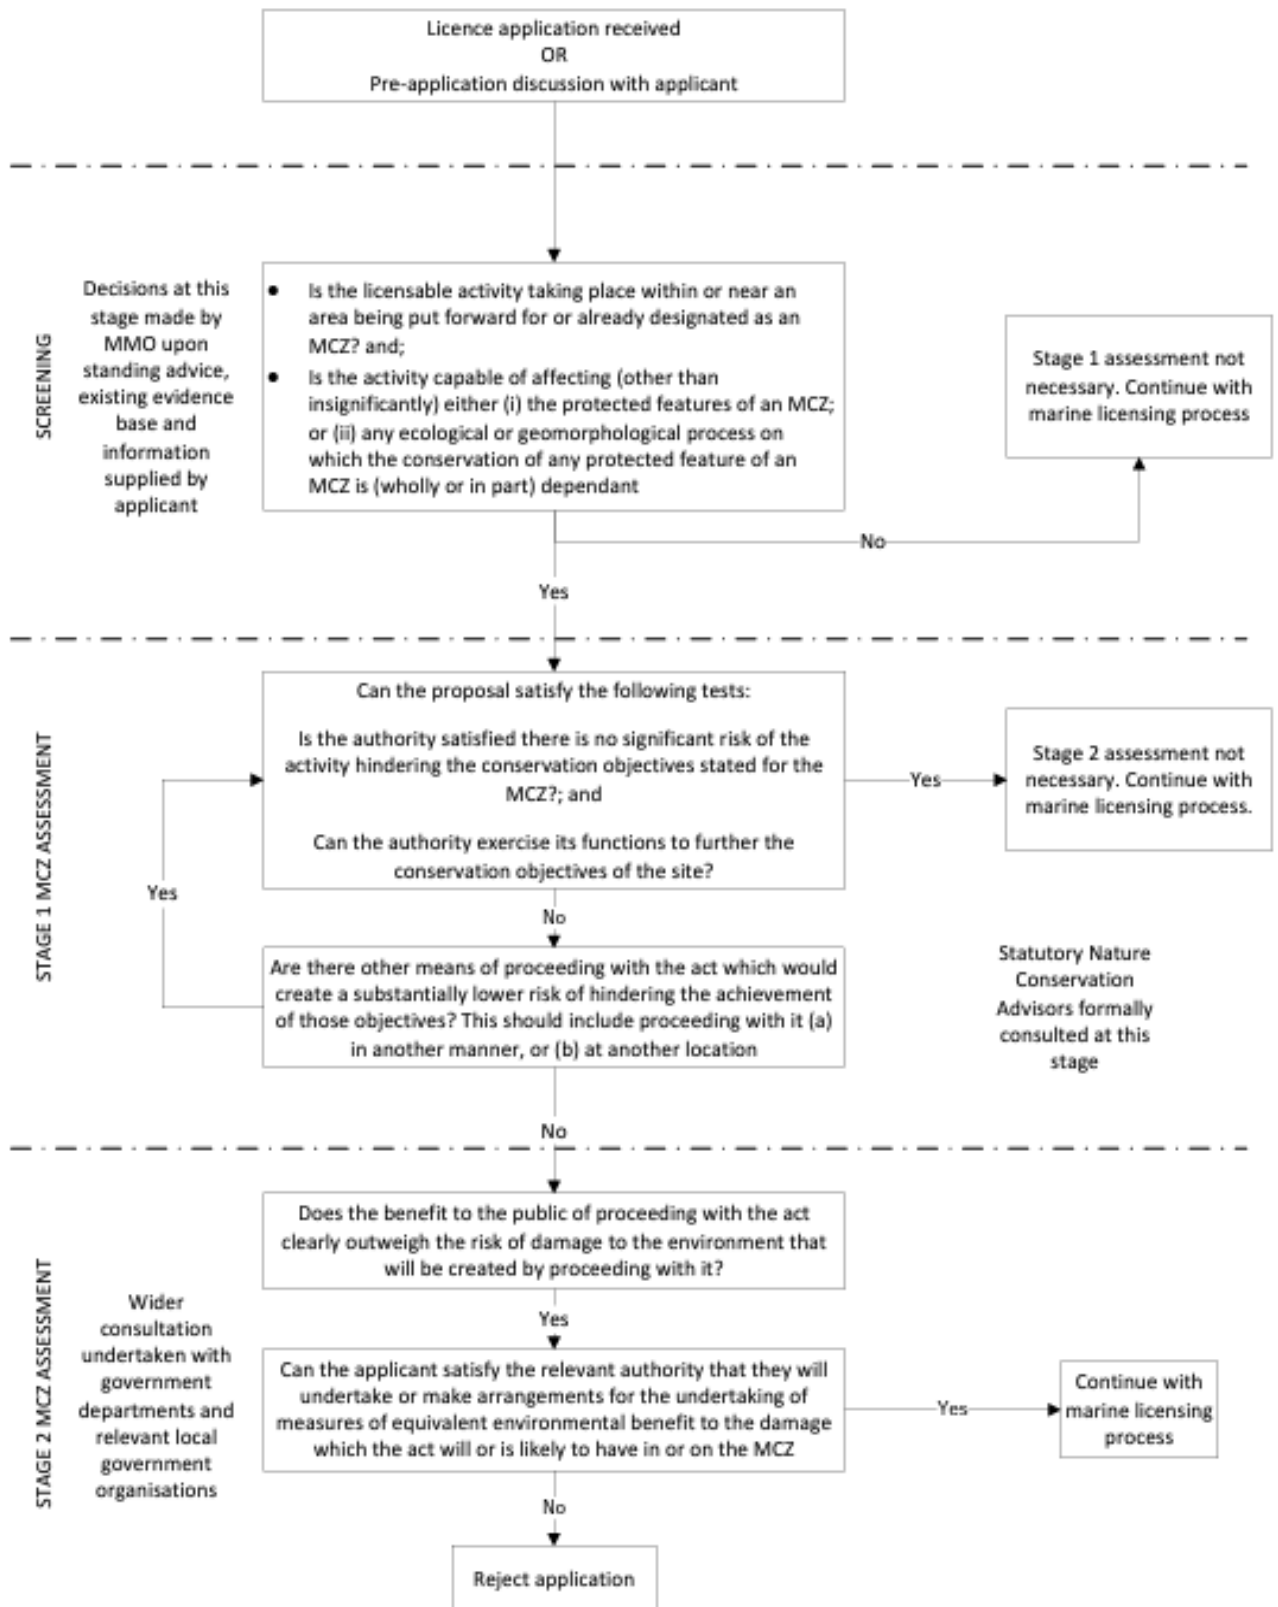 Licence application received
OR
Pre-application discussion with applicant
SCREENING
Decisions at this
stage made by
MMO upon
standing advice,
existing evidence
base and
information
supplied by
applicant
• Is the licensable activity taking place within or near an
area being put forward for or already designated as an
MCZ? and;
• Is the activity capable of affecting (other than
insignificantly) either (i) the protected features of an MCZ;
or (ii) any ecological or geomorphological process on
which the conservation of any protected feature of an
MCZ is (wholly or in part) dependant
Stage 1 assessment not
necessary. Continue with
marine licensing process
No
Yes
STAGE 1 MCZ ASSESSMENT
Can the proposal satisfy the following tests:
Is the authority satisfied there is no significant risk of the
activity hindering the conservation objectives stated for the
MCZ?; and
Can the authority exercise its functions to further the
conservation objectives of the site?
Yes
Stage 2 assessment not
necessary. Continue with
marine licensing process.
Yes
No
Are there other means of proceeding with the act which would
create a substantially lower risk of hindering the achievement
of those objectives? This should include proceeding with it (a)
in another manner, or (b) at another location
Statutory Nature
Conservation
Advisors formally
consulted at this
stage
No
STAGE 2 MCZ ASSESSMENT
Wider
consultation
undertaken with
government
departments and
relevant local
government
organisations
Does the benefit to the public of proceeding with the act
clearly outweigh the risk of damage to the environment that
will be created by proceeding with it?
Yes
Can the applicant satisfy the relevant authority that they will
undertake or make arrangements for the undertaking of
measures of equivalent environmental benefit to the damage
which the act will or is likely to have in or on the MCZ
Yes
Continue with
marine licensing
process
No
Reject application